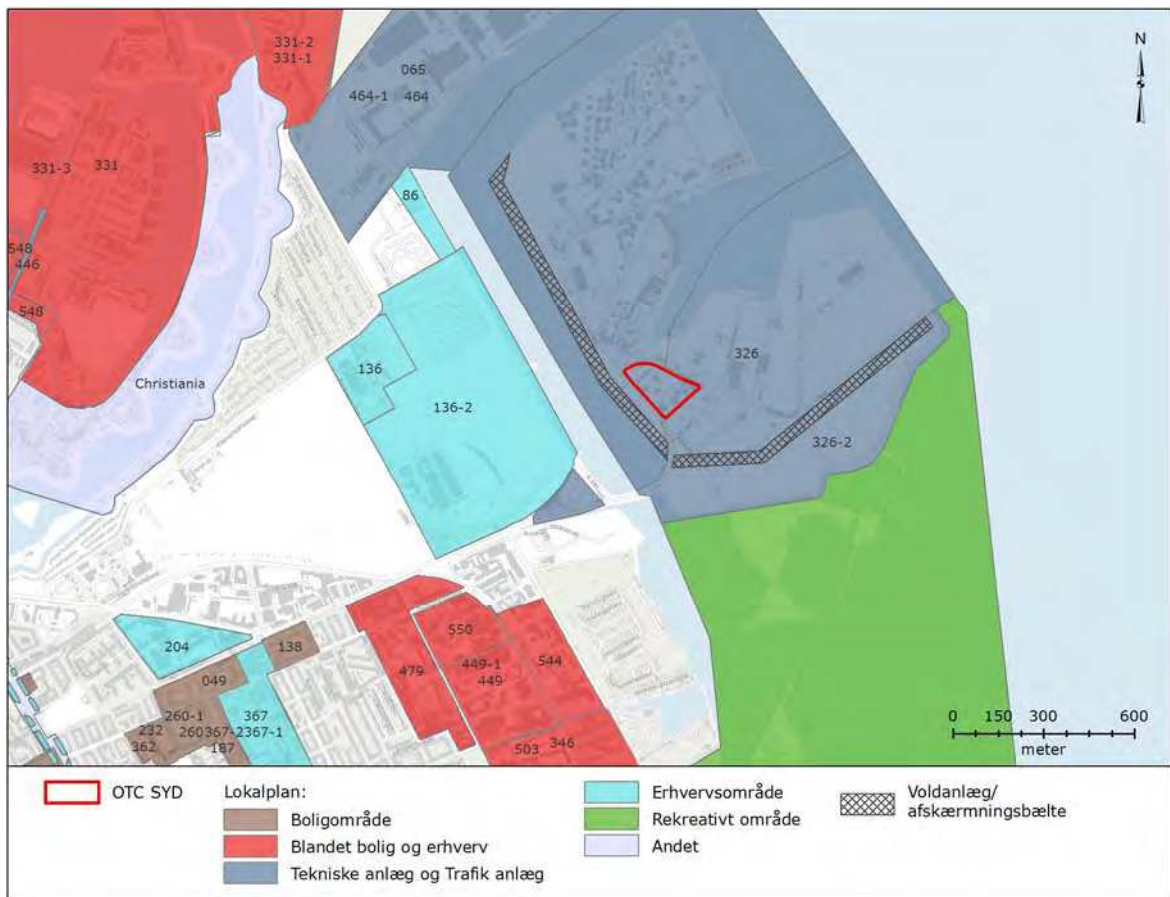 331-2
331-1
N
065
464-1 464
331-3 331
86
548
446
548
136
326
Christiania
136-2
326-2
550
204
138
544
449-1
479
449
049
0 150 300 600
meter
260-1
367
232
260
367-2
367-1
362
187
503
346
OTC SYD
Lokalplan:
Boligområde
Blandet bolig og erhverv
Tekniske anlæg og Trafik anlæg
Erhvervsområde
Rekreativt område
Andet
Voldanlæg/
afskærmningsbælte